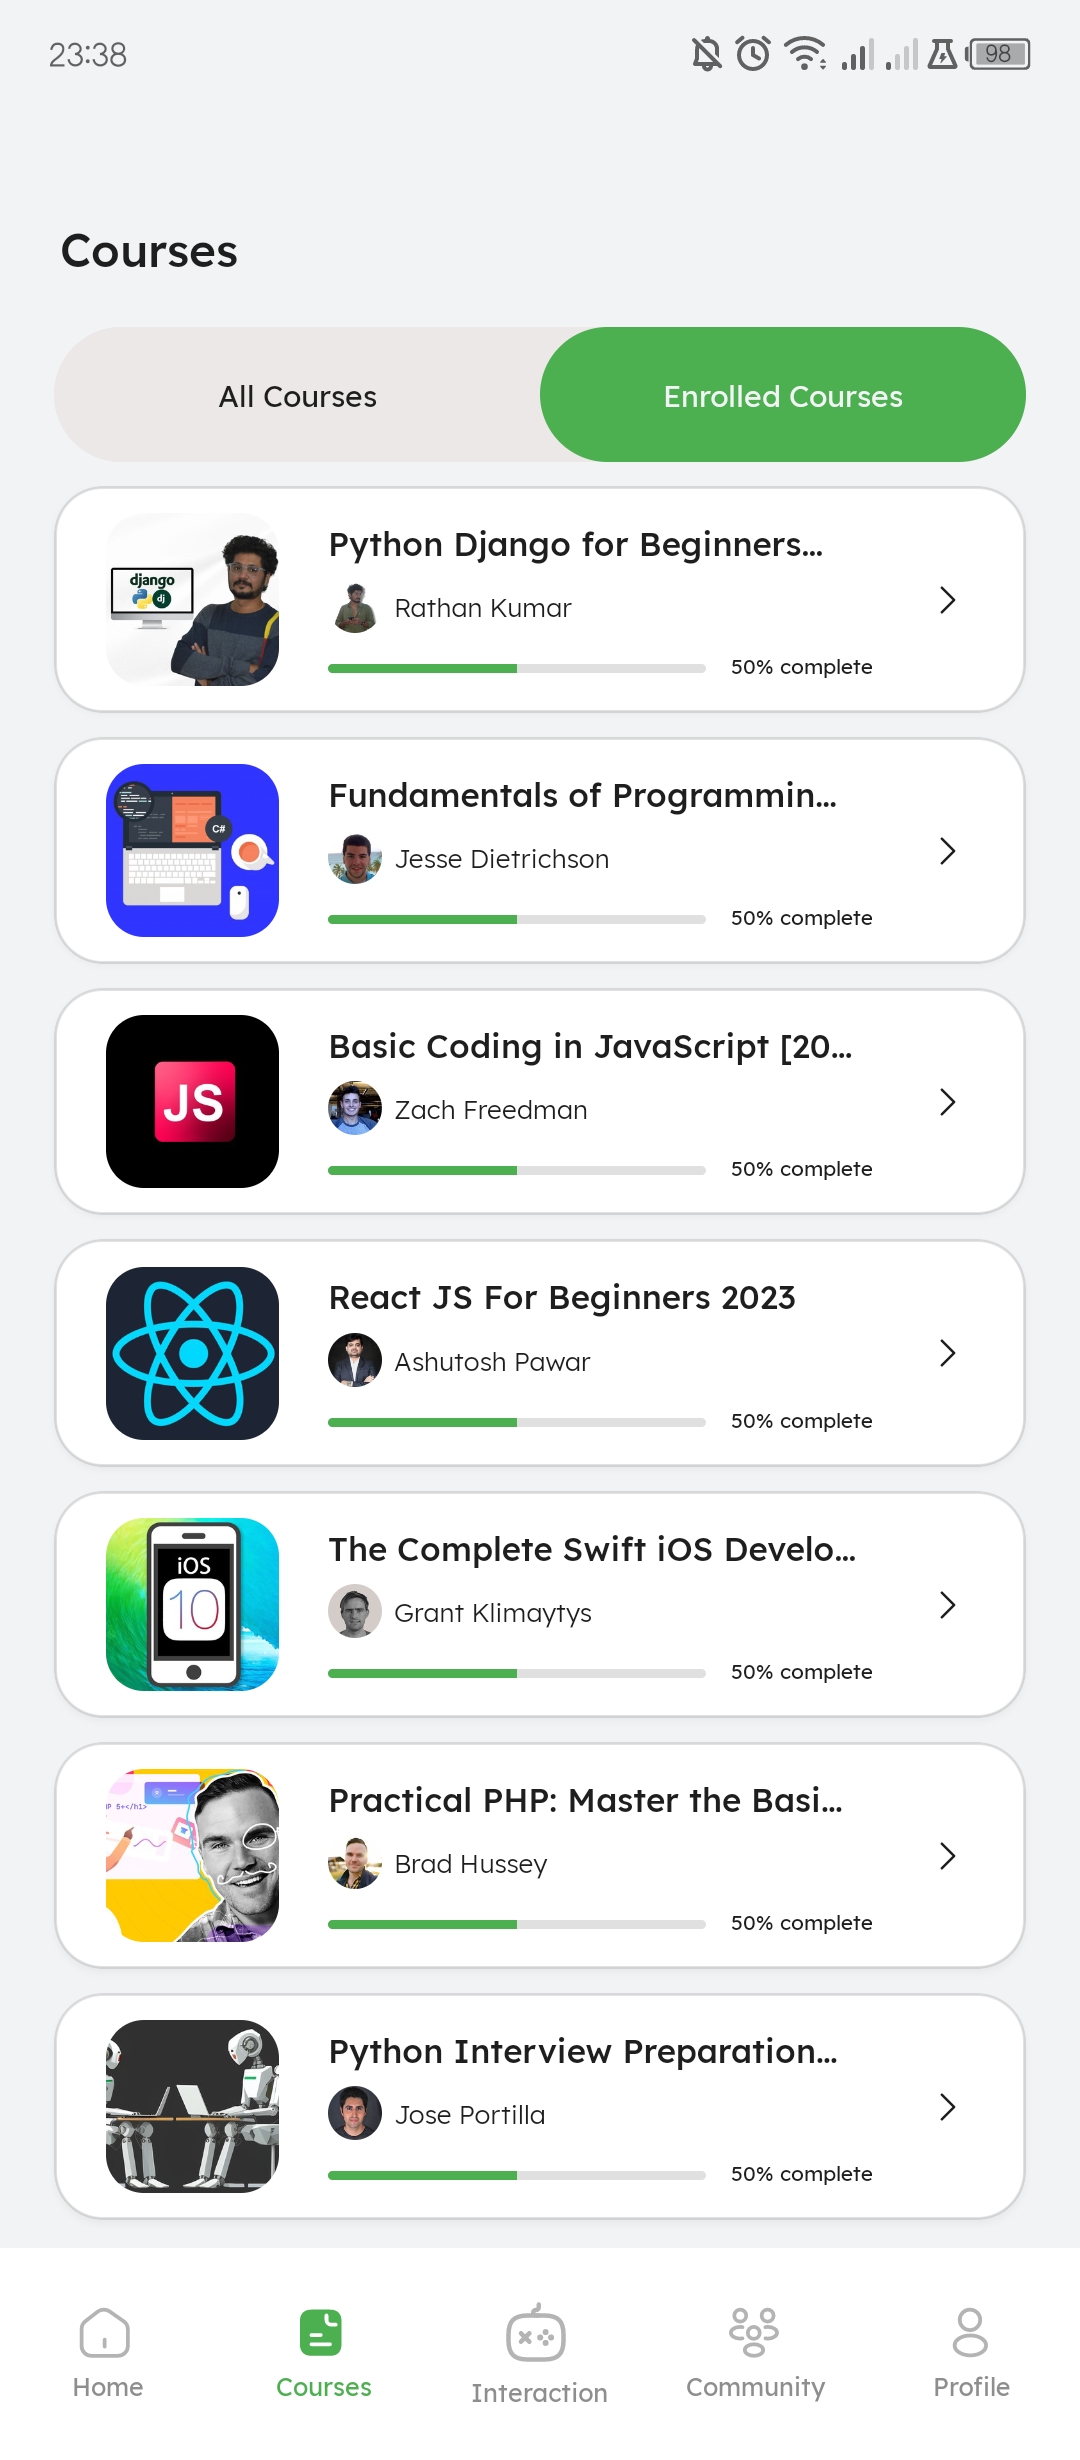 23:38
98
Courses
All Courses
Enrolled Courses
django
dj
Python Django for Beginners...
Rathan Kumar
50% complete
C#
Fundamentals of Programmin...
Jesse Dietrichson
50% complete
JS
Basic Coding in JavaScript [20...
Zach Freedman
50% complete
React JS For Beginners 2023
Ashutosh Pawar
50% complete
iOS
10
The Complete Swift iOS Develo...
Grant Klimaytys
50% complete
IP 5+</h1>
Practical PHP: Master the Basi...
Brad Hussey
50% complete
Python Interview Preparation...
Jose Portilla
50% complete
Home
Courses
Interaction
Community
Profile